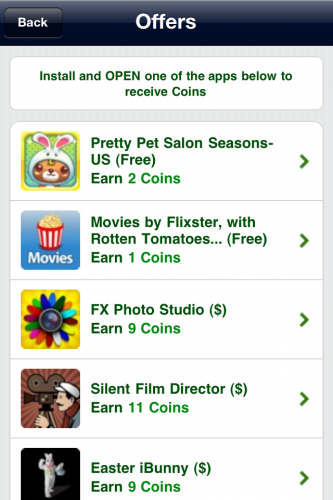 Back
Offers
Install and OPEN one of the apps below to
receive Coins
Pretty Pet Salon Seasons-
US (Free)
Earn 2 Coins
Movies by Flixster, with
Rotten Tomatoes... (Free)
Earn 1 Coins
Movies
FX Photo Studio ($)
Earn 9 Coins
Silent Film Director ($)
Earn 11 Coins
Easter iBunny ($)
Earn 9 Coins